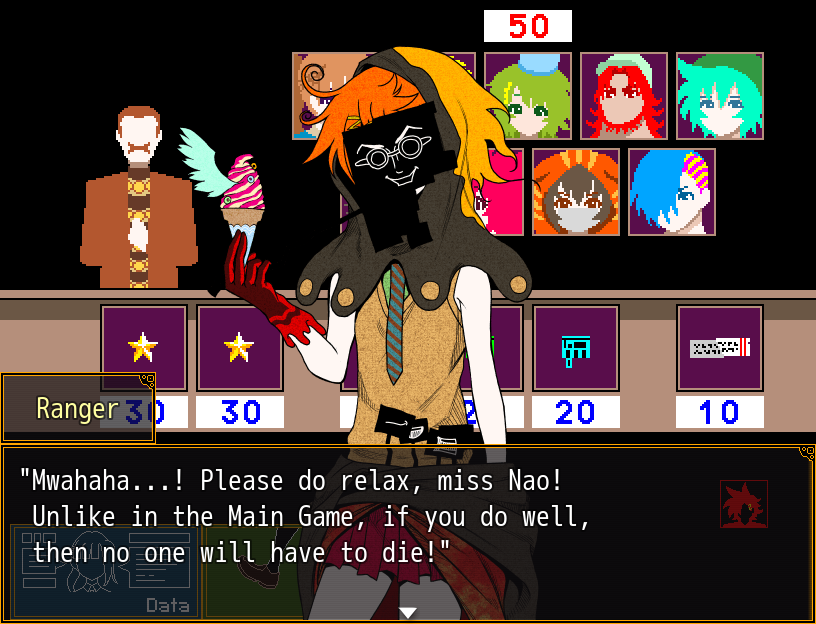 50
30
30
2
20
10
Ranger
"Mwahaha...! Please do relax, miss Nao!
Unlike in the Main Game, if you do well,
then no one will have to die!"
Data